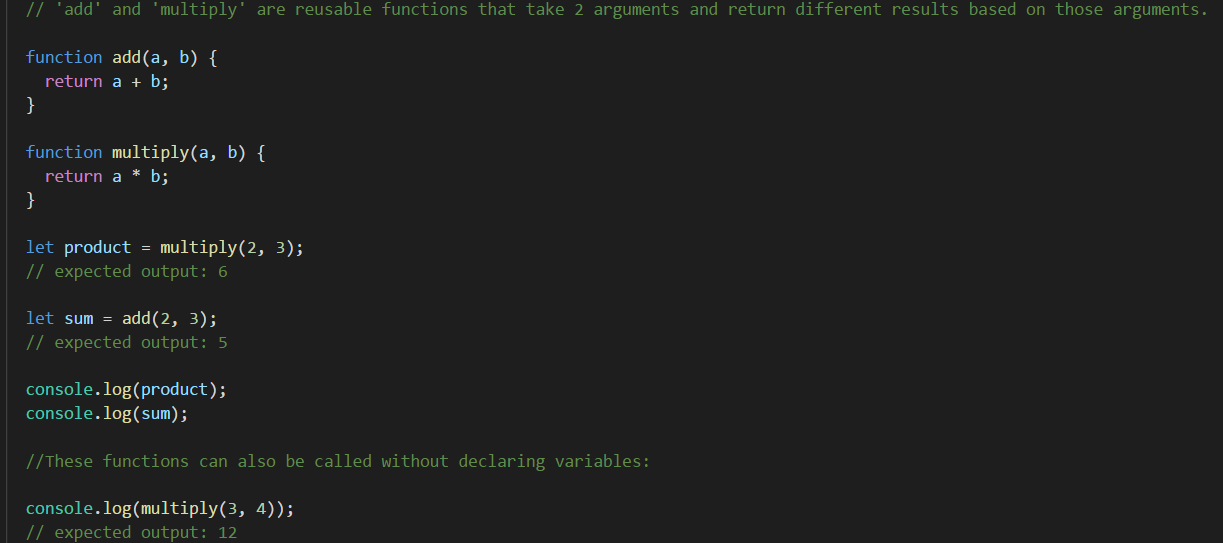 // 'add' and 'multiply' are reusable functions that take 2 arguments and return different results based on those arguments.
function add(a, b) {
  return a + b;
}
function multiply(a, b) {
  return a * b;
}
let product = multiply(2, 3);
// expected output: 6
let sum = add(2, 3);
// expected output: 5
console.log(product);
console.log(sum);
//These functions can also be called without declaring variables:
console.log(multiply(3, 4));
// expected output: 12